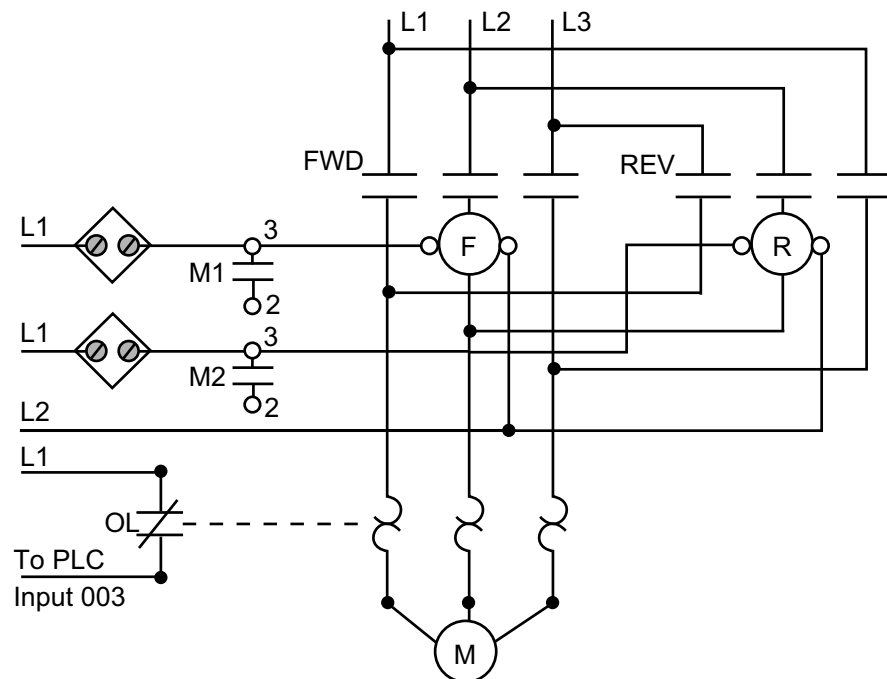 L1 L2 L3
FWD
REV
L1
3
F
R
M1
2
L1
3
M2
2
L2
L1
OL
To PLC
Input 003
M